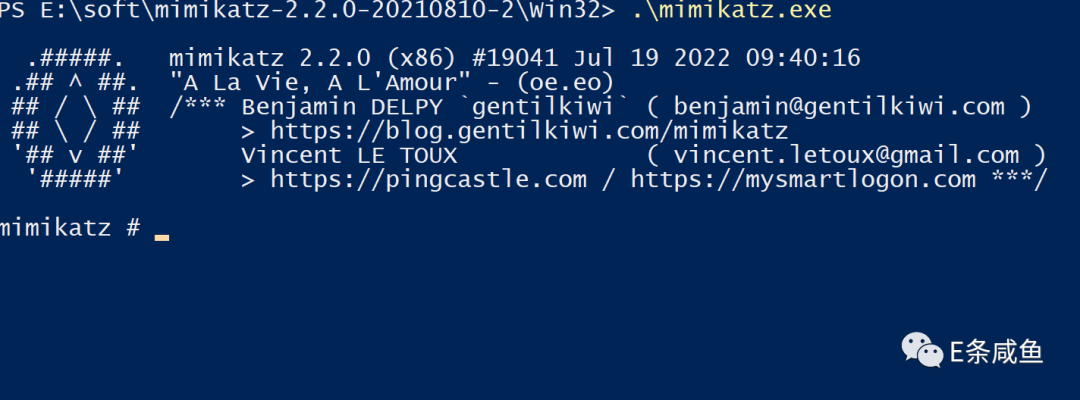 PS E:\soft\mimikatz-2.2.0-20210810-2\Win32> .\mimikatz.exe
  .#####.   mimikatz 2.2.0 (x86) #19041 Jul 19 2022 09:40:16
 .## ^ ##.  "A La Vie, A L'Amour" - (oe.eo)
 ## / \ ##  /*** Benjamin DELPY `gentilkiwi` ( benjamin@gentilkiwi.com )
 ## \ / ##       > https://blog.gentilkiwi.com/mimikatz
 '## v ##'       Vincent LE TOUX             ( vincent.letoux@gmail.com )
  '#####'        > https://pingcastle.com / https://mysmartlogon.com ***/
mimikatz # _
E条咸鱼